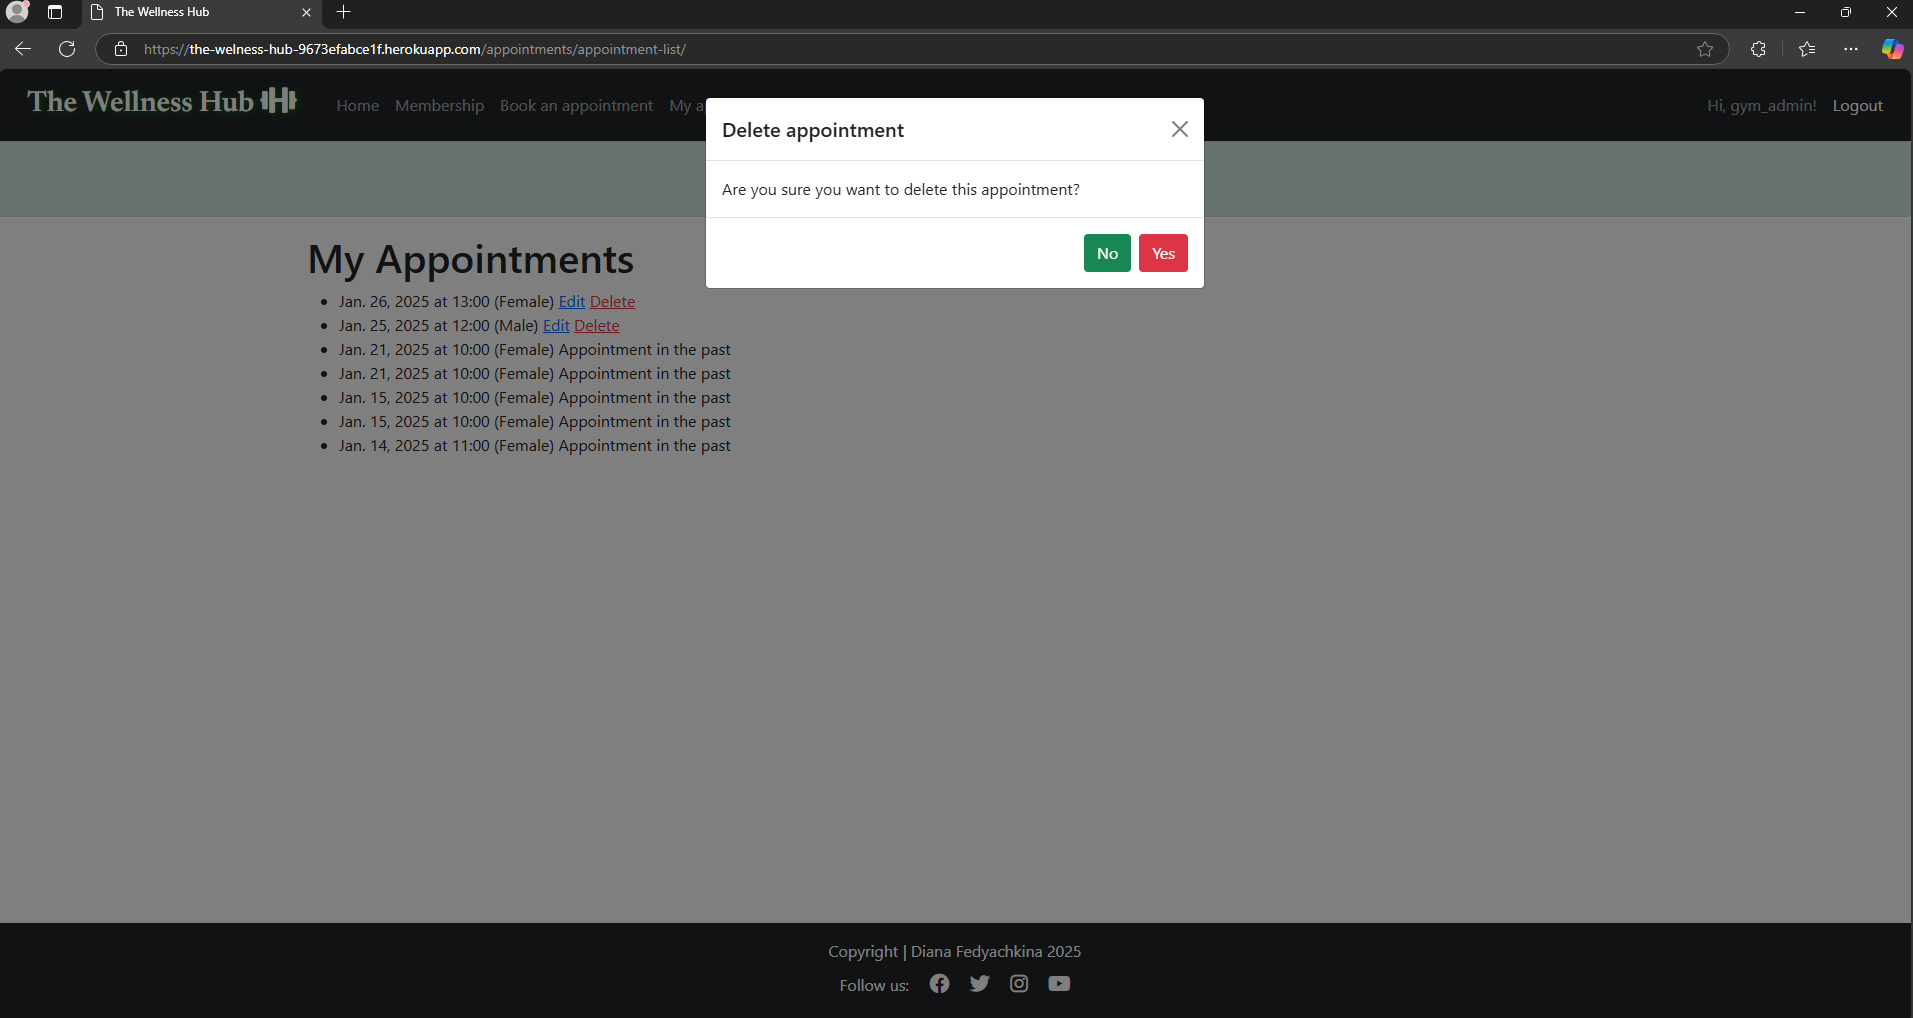 The Wellness Hub
https://the-welness-hub-9673efabce1f.herokuapp.com/appointments/appointment-list/
The Wellness Hub Home Membership Book an appointment My a Hi, gym_admin! Logout
Delete appointment
Are you sure you want to delete this appointment?
No Yes
My Appointments
Jan. 26, 2025 at 13:00 (Female) Edit Delete
Jan. 25, 2025 at 12:00 (Male) Edit Delete
Jan. 21, 2025 at 10:00 (Female) Appointment in the past
Jan. 21, 2025 at 10:00 (Female) Appointment in the past
Jan. 15, 2025 at 10:00 (Female) Appointment in the past
Jan. 15, 2025 at 10:00 (Female) Appointment in the past
Jan. 14, 2025 at 11:00 (Female) Appointment in the past
Copyright | Diana Fedyachkina 2025
Follow us: